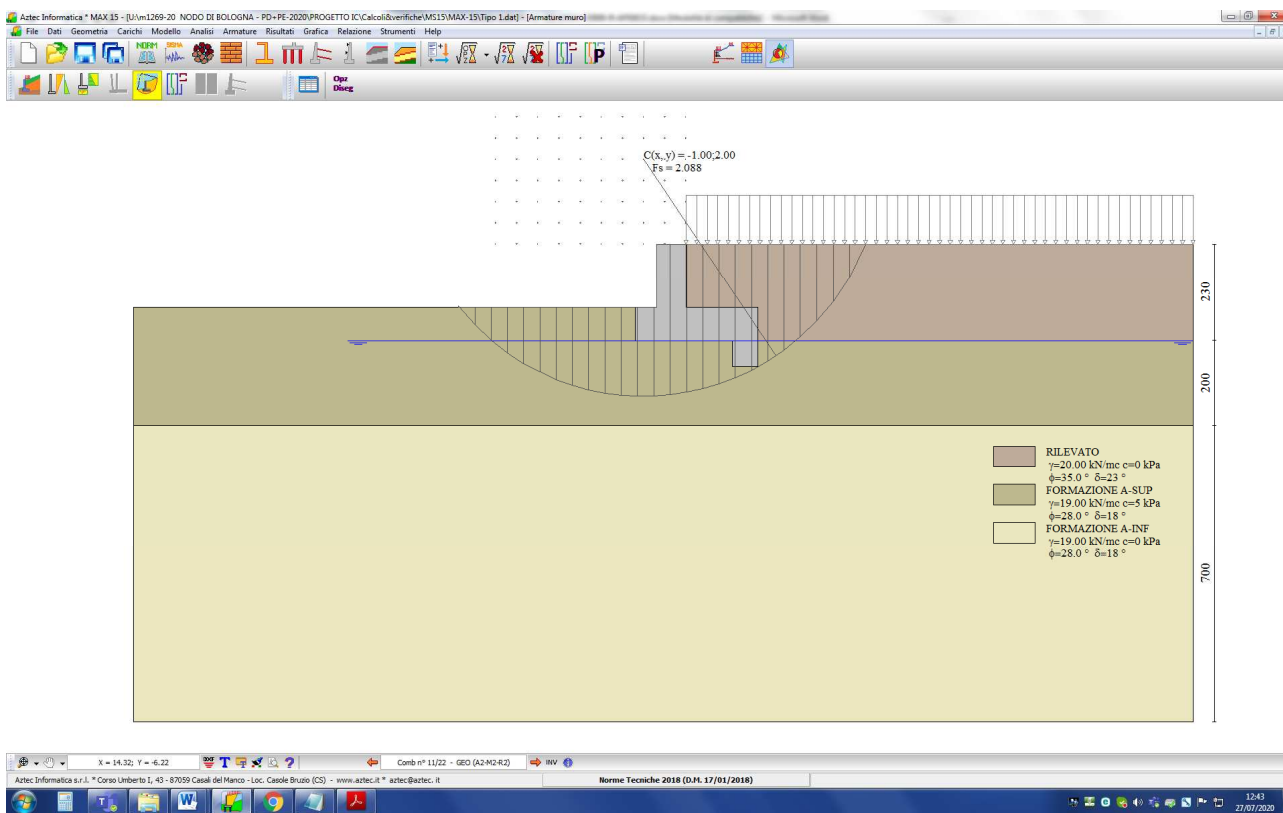 Aztec Informatica * MAX 15 - [U:\m1269-20 NODO DI BOLOGNA - PD+PE-2020\PROGETTO IC\Calcoli&verifiche\MS15\MAX-15\Tipo 1.dat] - [Armature muro]
File Dati Geometria Carichi Modello Analisi Armature Risultati Grafica Relazione Strumenti Help
NORM SISMA
Opz
Diseg
C(x, y) = -1.00;2.00
Fs = 2.088
230
200
RILEVATO
γ=20.00 kN/mc c=0 kPa
ϕ=35.0 ° δ=23 °
FORMAZIONE A-SUP
γ=19.00 kN/mc c=5 kPa
ϕ=28.0 ° δ=18 °
FORMAZIONE A-INF
γ=19.00 kN/mc c=0 kPa
ϕ=28.0 ° δ=18 °
700
X = 14.32; Y = -6.22 T ? Comb n° 11/22 - GEO (A2-M2-R2) INV
Aztec Informatica s.r.l. * Corso Umberto I, 43 - 87059 Casali del Manco - Loc. Casole Bruzio (CS) - www.aztec.it * aztec@aztec. it Norme Tecniche 2018 (D.M. 17/01/2018)
12:43
27/07/2020